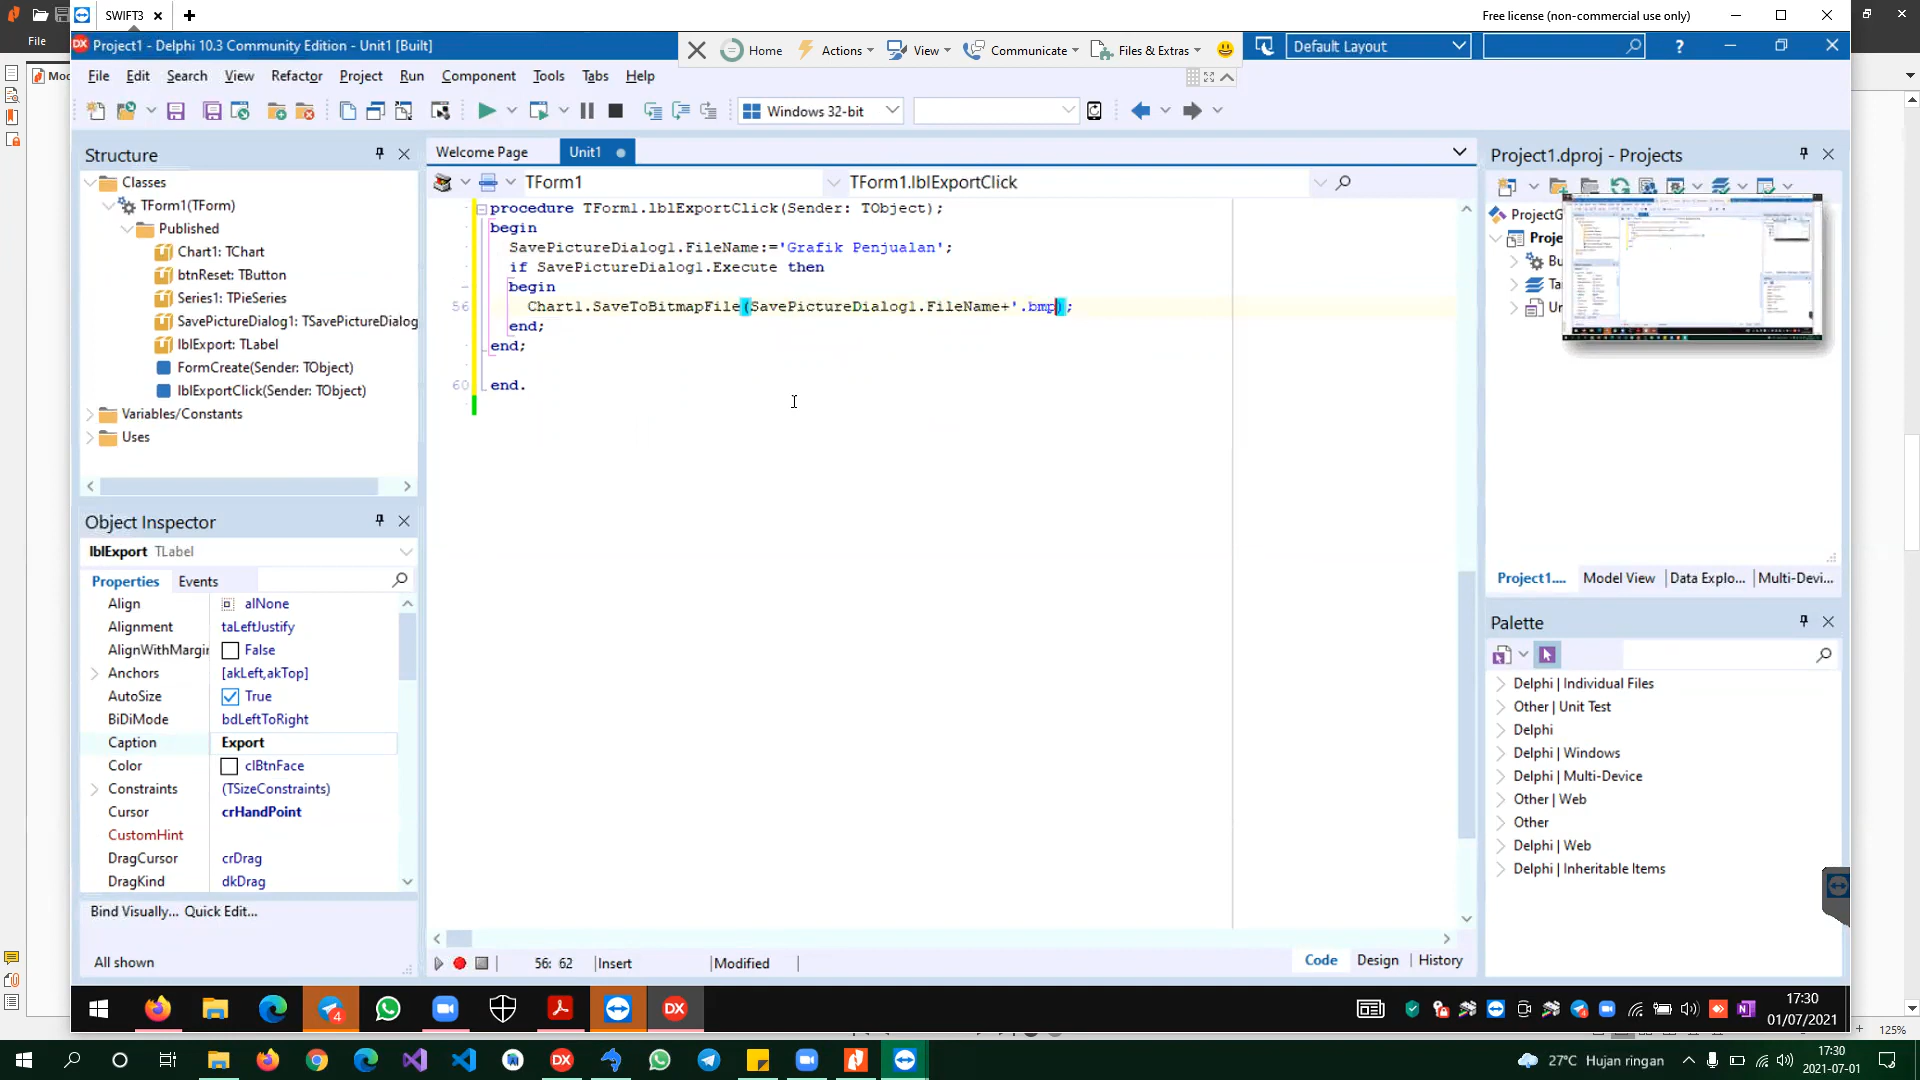 SWIFT3
Free license (non-commercial use only)
File
Project1 - Delphi 10.3 Community Edition - Unit1 [Built]
Home
Actions
View
Communicate
Files & Extras
Default Layout
File Edit Search View Refactor Project Run Component Tools Tabs Help
Windows 32-bit
Structure
Classes
TForm1(TForm)
Published
Chart1: TChart
btnReset: TButton
Series1: TPieSeries
SavePictureDialog1: TSavePictureDialog
lblExport: TLabel
FormCreate(Sender: TObject)
lblExportClick(Sender: TObject)
Variables/Constants
Uses
Welcome Page
Unit1
TForm1
TForm1.lblExportClick
procedure TForm1.lblExportClick(Sender: TObject);
begin
SavePictureDialog1.FileName:='Grafik Penjualan';
if SavePictureDialog1.Execute then
begin
56 Chart1.SaveToBitmapFile(SavePictureDialog1.FileName+'.bmp);
end;
end;
60 end.
Project1.dproj - Projects
ProjectG
Proje
Bu
Ta
Un
Project1....
Model View
Data Explo...
Multi-Devi...
Object Inspector
lblExport TLabel
Properties
Events
Align alNone
Alignment taLeftJustify
AlignWithMargin False
Anchors [akLeft,akTop]
AutoSize True
BiDiMode bdLeftToRight
Caption Export
Color clBtnFace
Constraints (TSizeConstraints)
Cursor crHandPoint
CustomHint
DragCursor crDrag
DragKind dkDrag
Bind Visually... Quick Edit...
All shown
Palette
Delphi | Individual Files
Other | Unit Test
Delphi
Delphi | Windows
Delphi | Multi-Device
Other | Web
Other
Delphi | Web
Delphi | Inheritable Items
56: 62
Insert
Modified
Code
Design
History
17:30
01/07/2021
125%
27°C Hujan ringan
17:30
2021-07-01